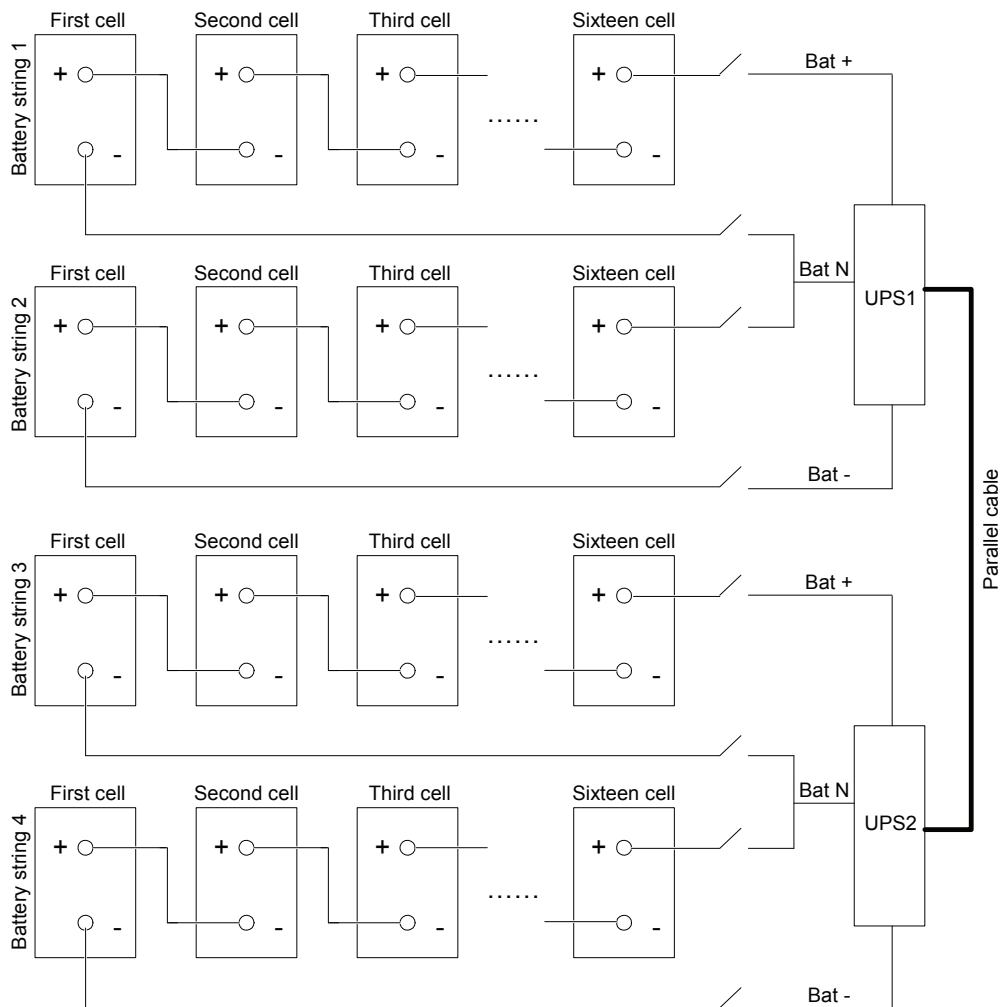 First cell Second cell Third cell Sixteen cell
Battery string 1
+ + + + Bat +
......
- - - -
Bat N
UPS1
First cell Second cell Third cell Sixteen cell
Battery string 2
+ + + +
......
- - - -
Bat -
Parallel cable
First cell Second cell Third cell Sixteen cell
Battery string 3
+ + + + Bat +
......
- - - -
Bat N
UPS2
First cell Second cell Third cell Sixteen cell
Battery string 4
+ + + +
......
- - - -
Bat -